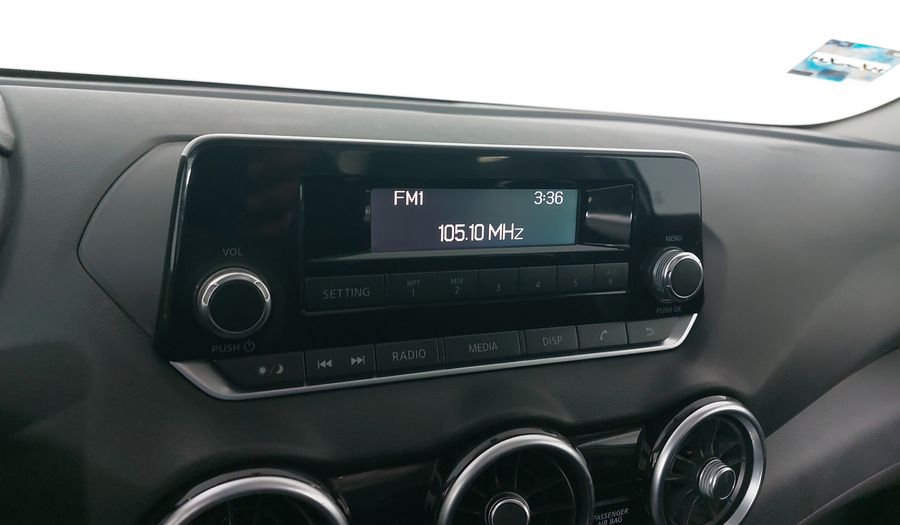 FM1 3:36
105.10 MHz
VOL
MENU
SETTING
RPT 1
MIX 2
3
4
5
6
PUSH OK
PUSH
RADIO
MEDIA
DISP
PASSENGER
AIR BAG